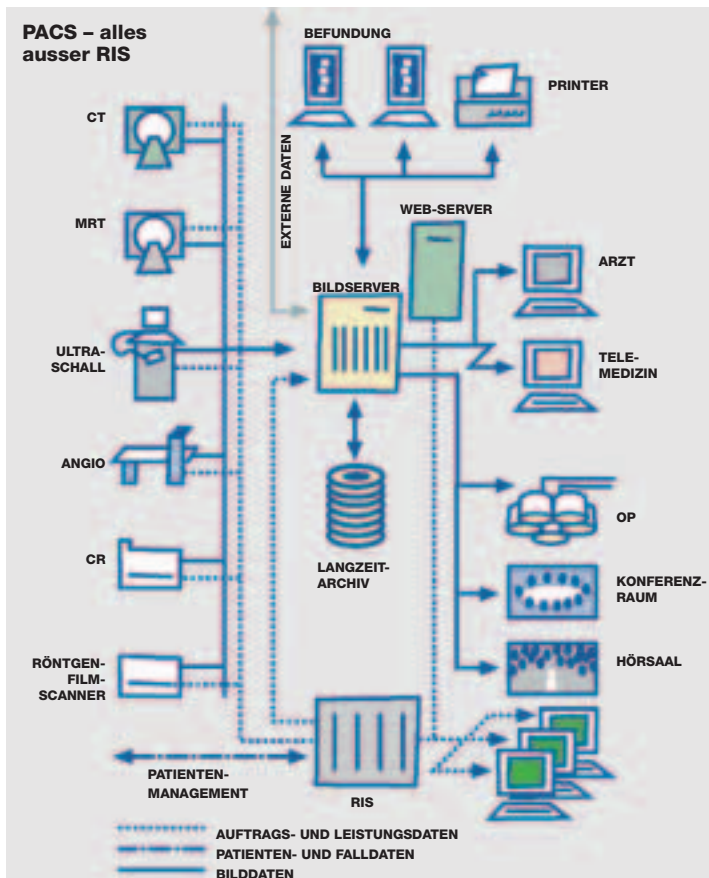 PACS – alles
ausser RIS
BEFUNDUNG
PRINTER
CT
EXTERNE DATEN
WEB-SERVER
MRT
ARZT
BILDSERVER
ULTRA-
SCHALL
TELE-
MEDIZIN
ANGIO
OP
CR
LANGZEIT-
ARCHIV
KONFERENZ-
RAUM
RÖNTGEN-
FILM-
SCANNER
HÖRSAAL
PATIENTEN-
MANAGEMENT
RIS
AUFTRAGS- UND LEISTUNGSDATEN
PATIENTEN- UND FALLDATEN
BILDDATEN